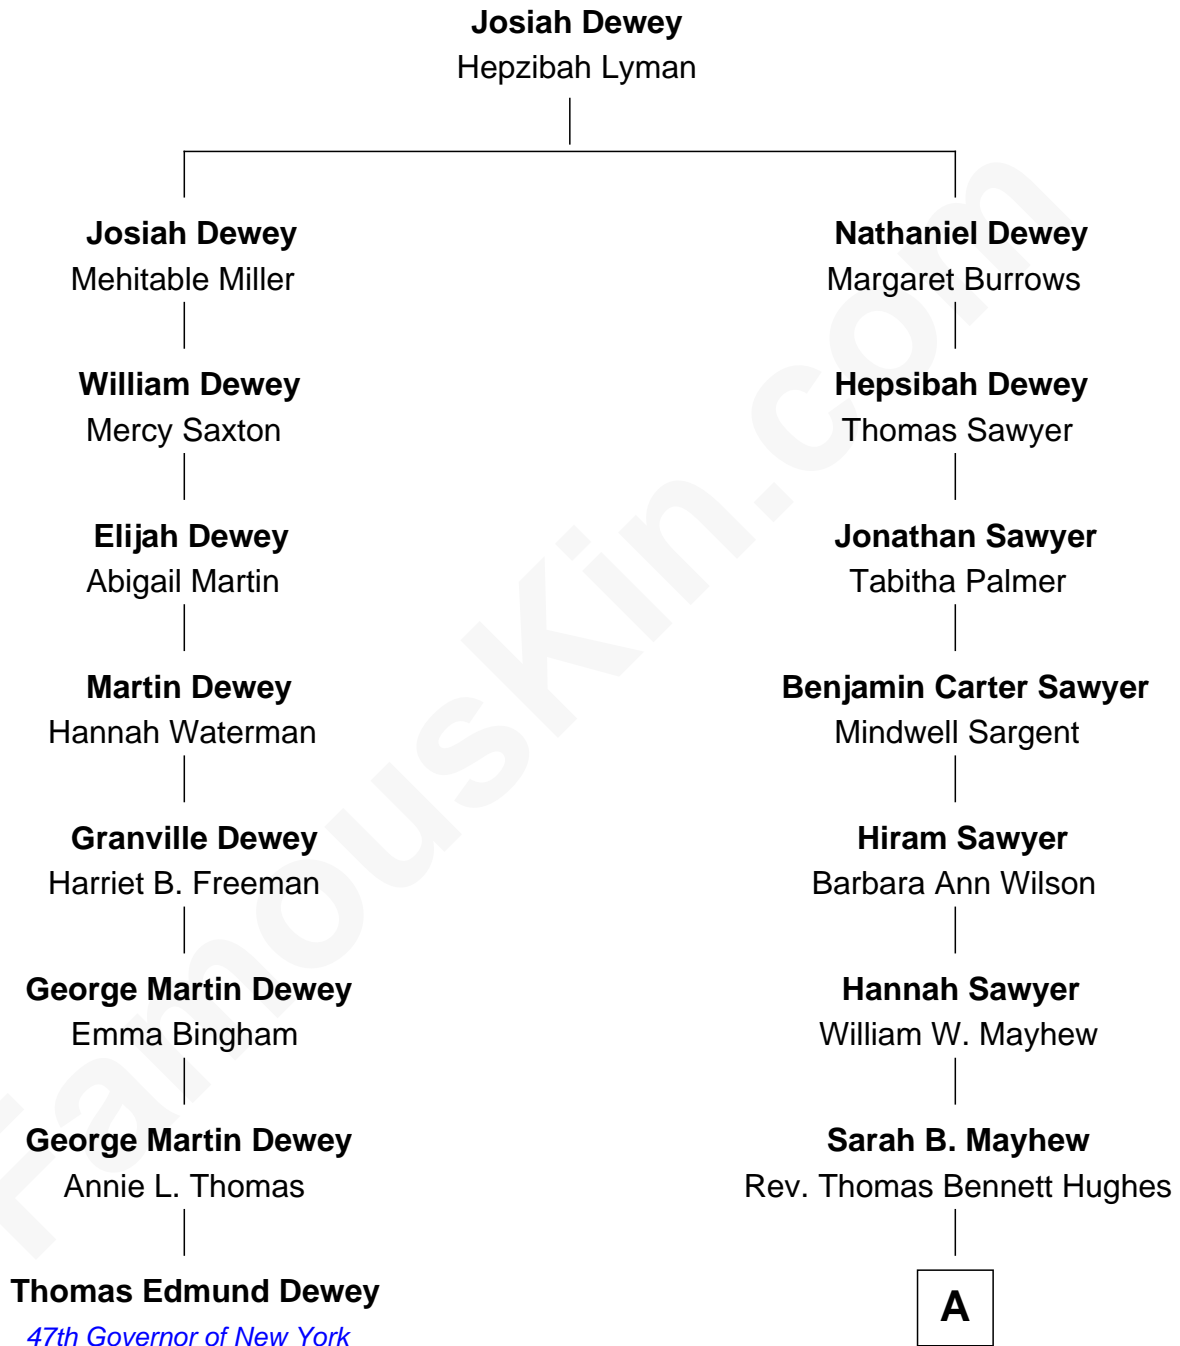 Josiah Dewey
Hepzibah Lyman
Josiah Dewey
Mehitable Miller
William Dewey
Mercy Saxton
Elijah Dewey
Abigail Martin
Martin Dewey
Hannah Waterman
Granville Dewey
Harriet B. Freeman
George Martin Dewey
Emma Bingham
George Martin Dewey
Annie L. Thomas
Thomas Edmund Dewey
47th Governor of New York
Nathaniel Dewey
Margaret Burrows
Hepsibah Dewey
Thomas Sawyer
Jonathan Sawyer
Tabitha Palmer
Benjamin Carter Sawyer
Mindwell Sargent
Hiram Sawyer
Barbara Ann Wilson
Hannah Sawyer
William W. Mayhew
Sarah B. Mayhew
Rev. Thomas Bennett Hughes
A
FamousKin.com